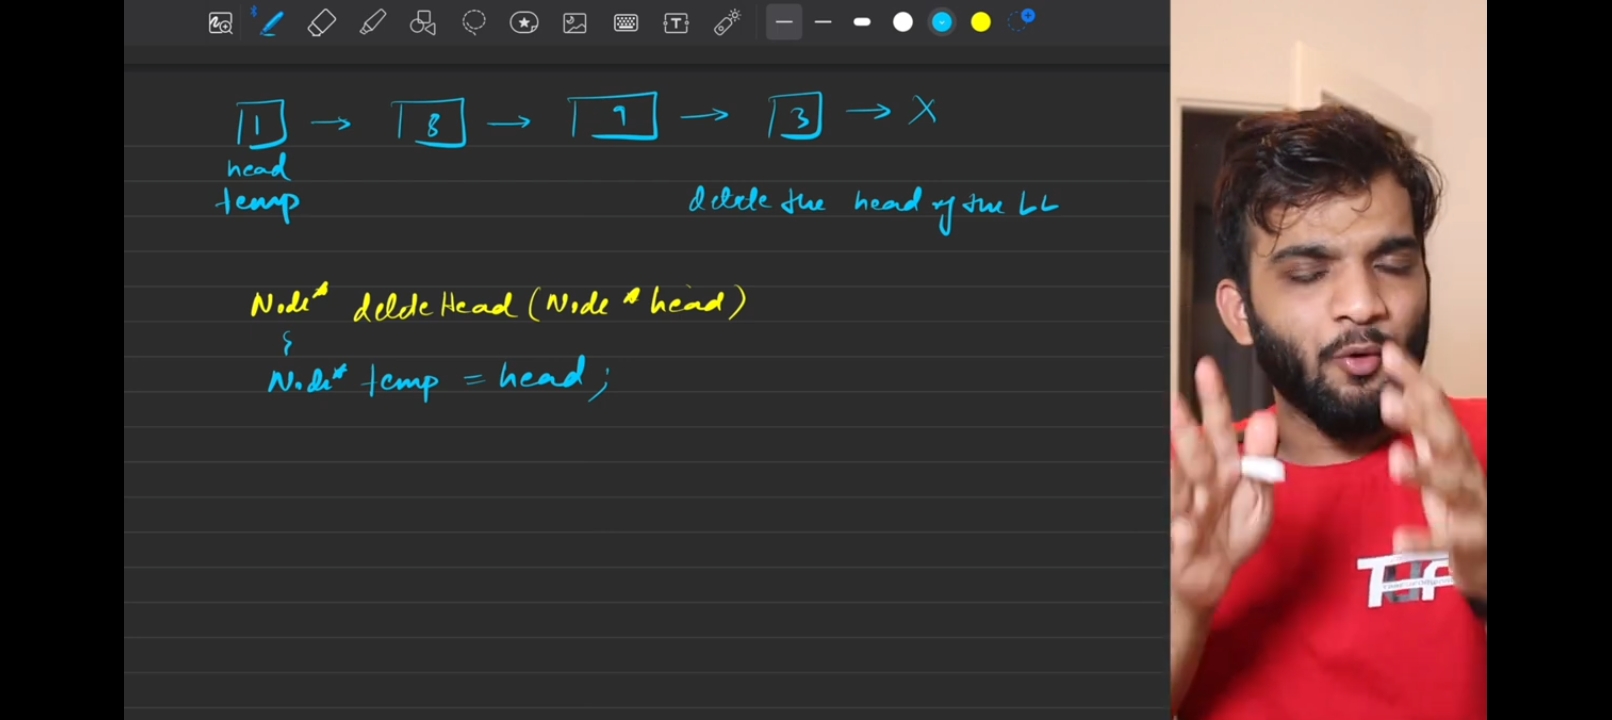 1 → 8 → 9 → 3 → X
head
temp
delete the head of the LL
Node* deleteHead (Node * head)
{
Node* temp = head;
TUF